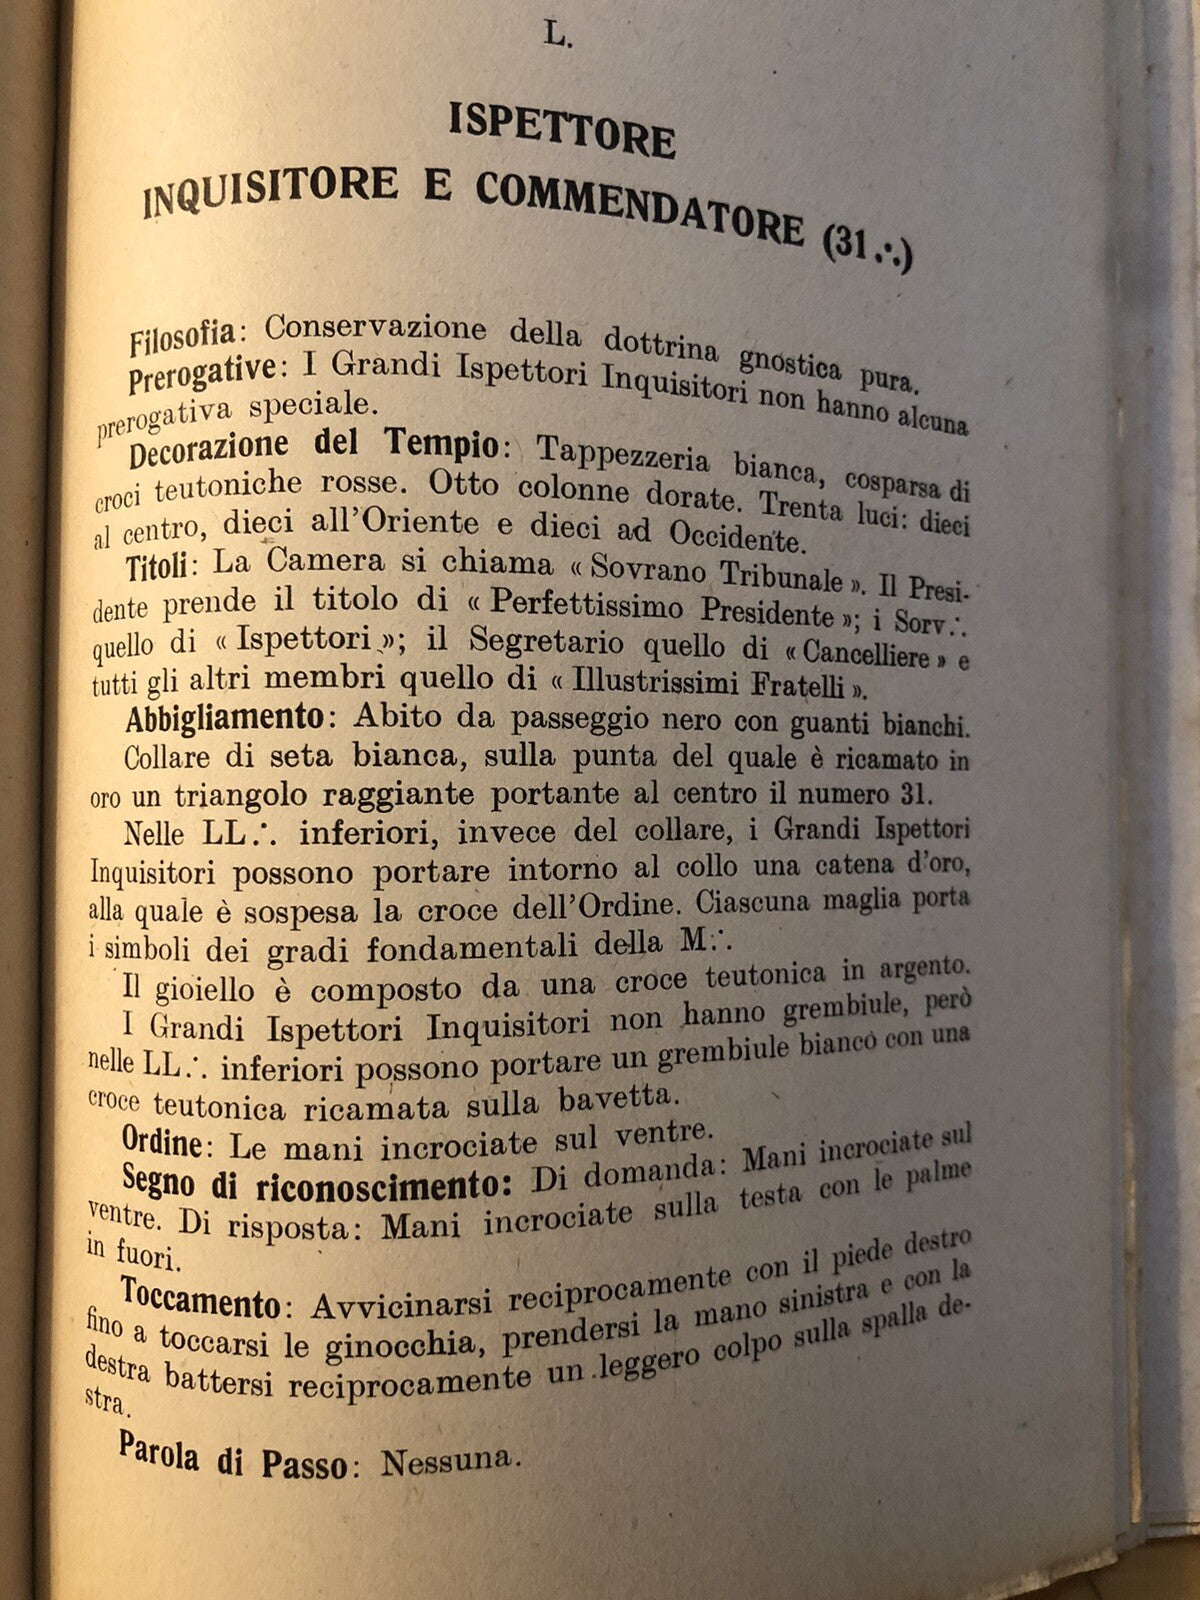 L.
ISPETTORE
INQUISITORE E COMMENDATORE (31.∴)
Filosofia: Conservazione della dottrina gnostica pura.
Prerogative: I Grandi Ispettori Inquisitori non hanno alcuna
prerogativa speciale.
Decorazione del Tempio: Tappezzeria bianca, cosparsa di
croci teutoniche rosse. Otto colonne dorate. Trenta luci: dieci
al centro, dieci all'Oriente e dieci ad Occidente.
Titoli: La Camera si chiama « Sovrano Tribunale ». Il Presi-
dente prende il titolo di « Perfettissimo Presidente »; i Sorv∴
quello di « Ispettori »; il Segretario quello di « Cancelliere » e
tutti gli altri membri quello di « Illustrissimi Fratelli ».
Abbigliamento: Abito da passeggio nero con guanti bianchi.
Collare di seta bianca, sulla punta del quale è ricamato in
oro un triangolo raggiante portante al centro il numero 31.
Nelle LL∴ inferiori, invece del collare, i Grandi Ispettori
Inquisitori possono portare intorno al collo una catena d'oro,
alla quale è sospesa la croce dell'Ordine. Ciascuna maglia porta
i simboli dei gradi fondamentali della M∴
Il gioiello è composto da una croce teutonica in argento.
I Grandi Ispettori Inquisitori non hanno grembiule, però
nelle LL∴ inferiori possono portare un grembiule bianco con una
croce teutonica ricamata sulla bavetta.
Ordine: Le mani incrociate sul ventre.
Segno di riconoscimento: Di domanda: Mani incrociate sul
ventre. Di risposta: Mani incrociate sulla testa con le palme
in fuori.
Toccamento: Avvicinarsi reciprocamente con il piede destro
fino a toccarsi le ginocchia, prendersi la mano sinistra e con la
destra battersi reciprocamente un leggero colpo sulla spalla de-
stra.
Parola di Passo: Nessuna.